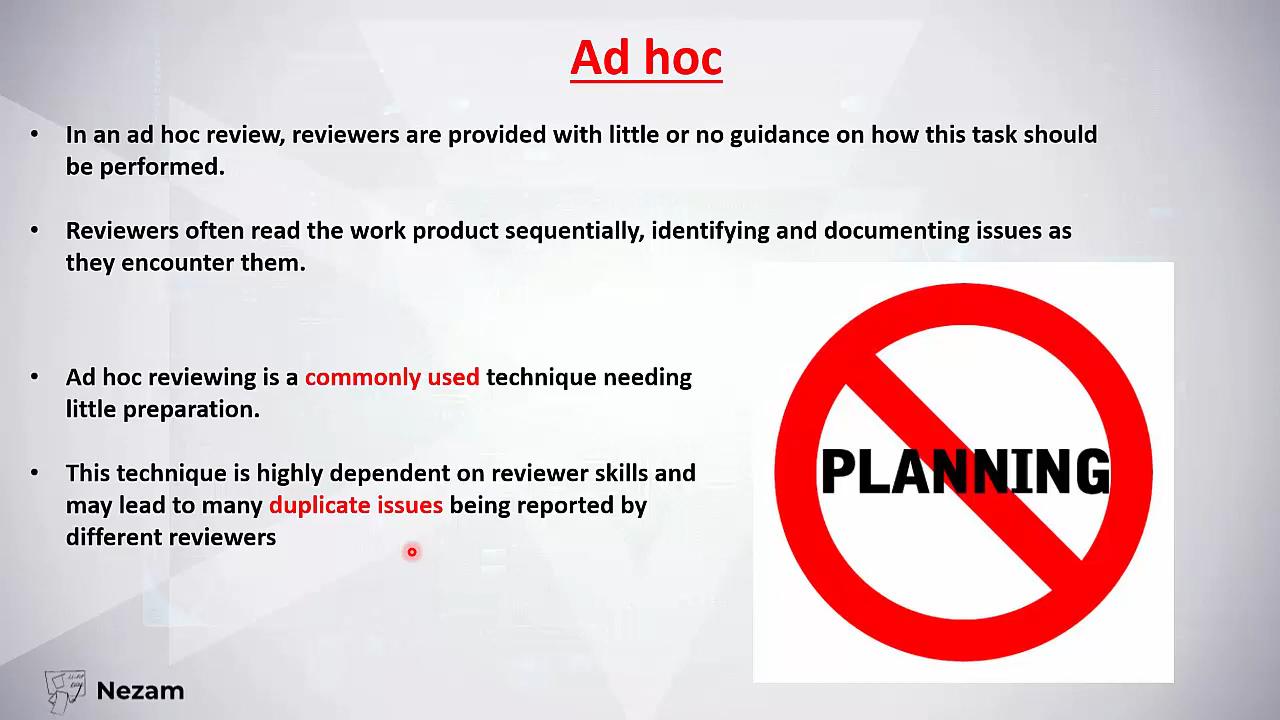 Ad hoc
• In an ad hoc review, reviewers are provided with little or no guidance on how this task should
be performed.
• Reviewers often read the work product sequentially, identifying and documenting issues as
they encounter them.
• Ad hoc reviewing is a commonly used technique needing
little preparation.
• This technique is highly dependent on reviewer skills and
may lead to many duplicate issues being reported by
different reviewers
PLANNING
Nezam